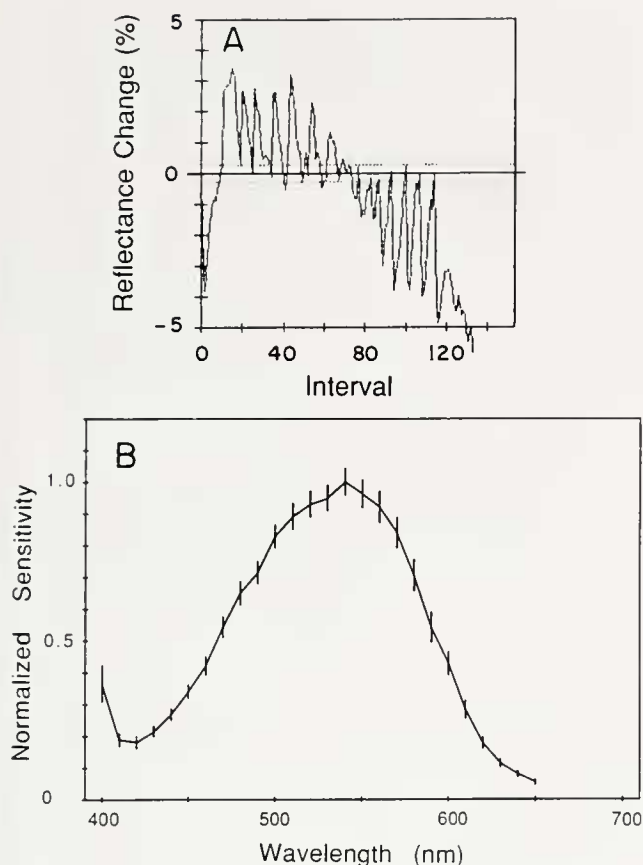 A
Reflectance Change (%)
5
0
-5
0 40 80 120
Interval
B
Normalized Sensitivity
1.0
0.5
0
400 500 600 700
Wavelength (nm)